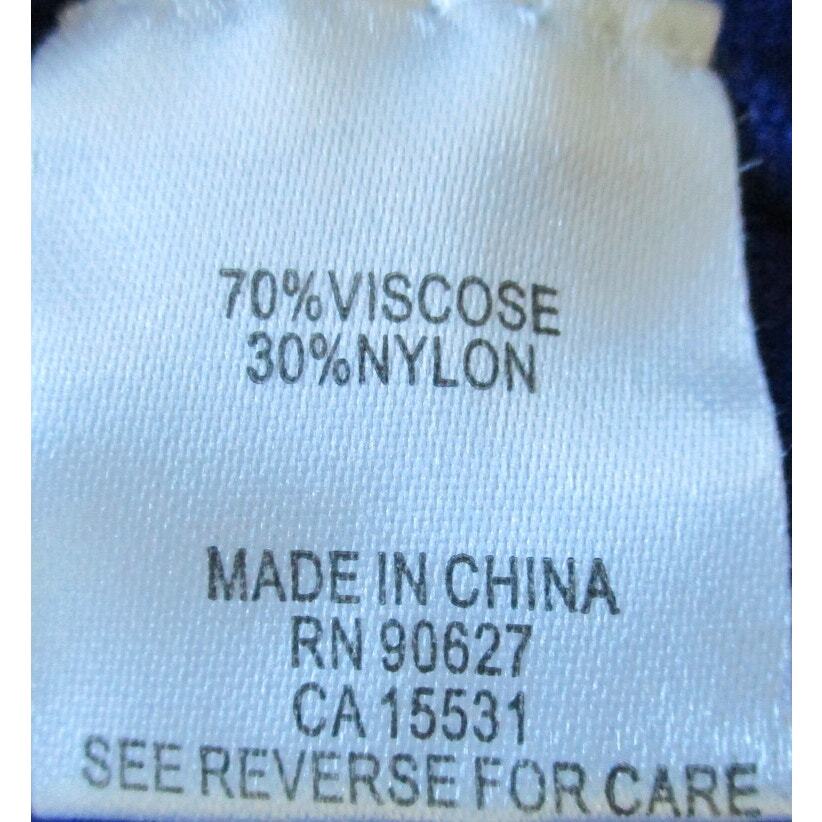 70%VISCOSE
30%NYLON
MADE IN CHINA
RN 90627
CA 15531
SEE REVERSE FOR CARE